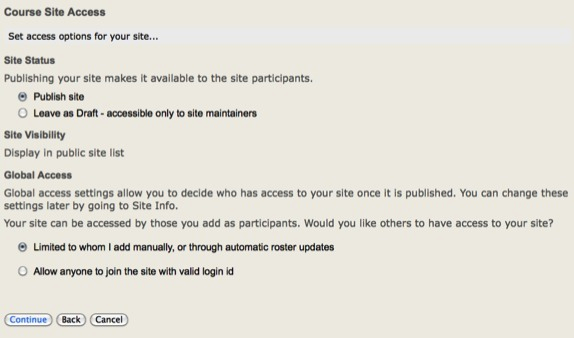 Course Site Access
Set access options for your site...
Site Status
Publishing your site makes it available to the site participants.
Publish site
Leave as Draft - accessible only to site maintainers
Site Visibility
Display in public site list
Global Access
Global access settings allow you to decide who has access to your site once it is published. You can change these
settings later by going to Site Info.
Your site can be accessed by those you add as participants. Would you like others to have access to your site?
Limited to whom I add manually, or through automatic roster updates
Allow anyone to join the site with valid login id
Continue Back Cancel